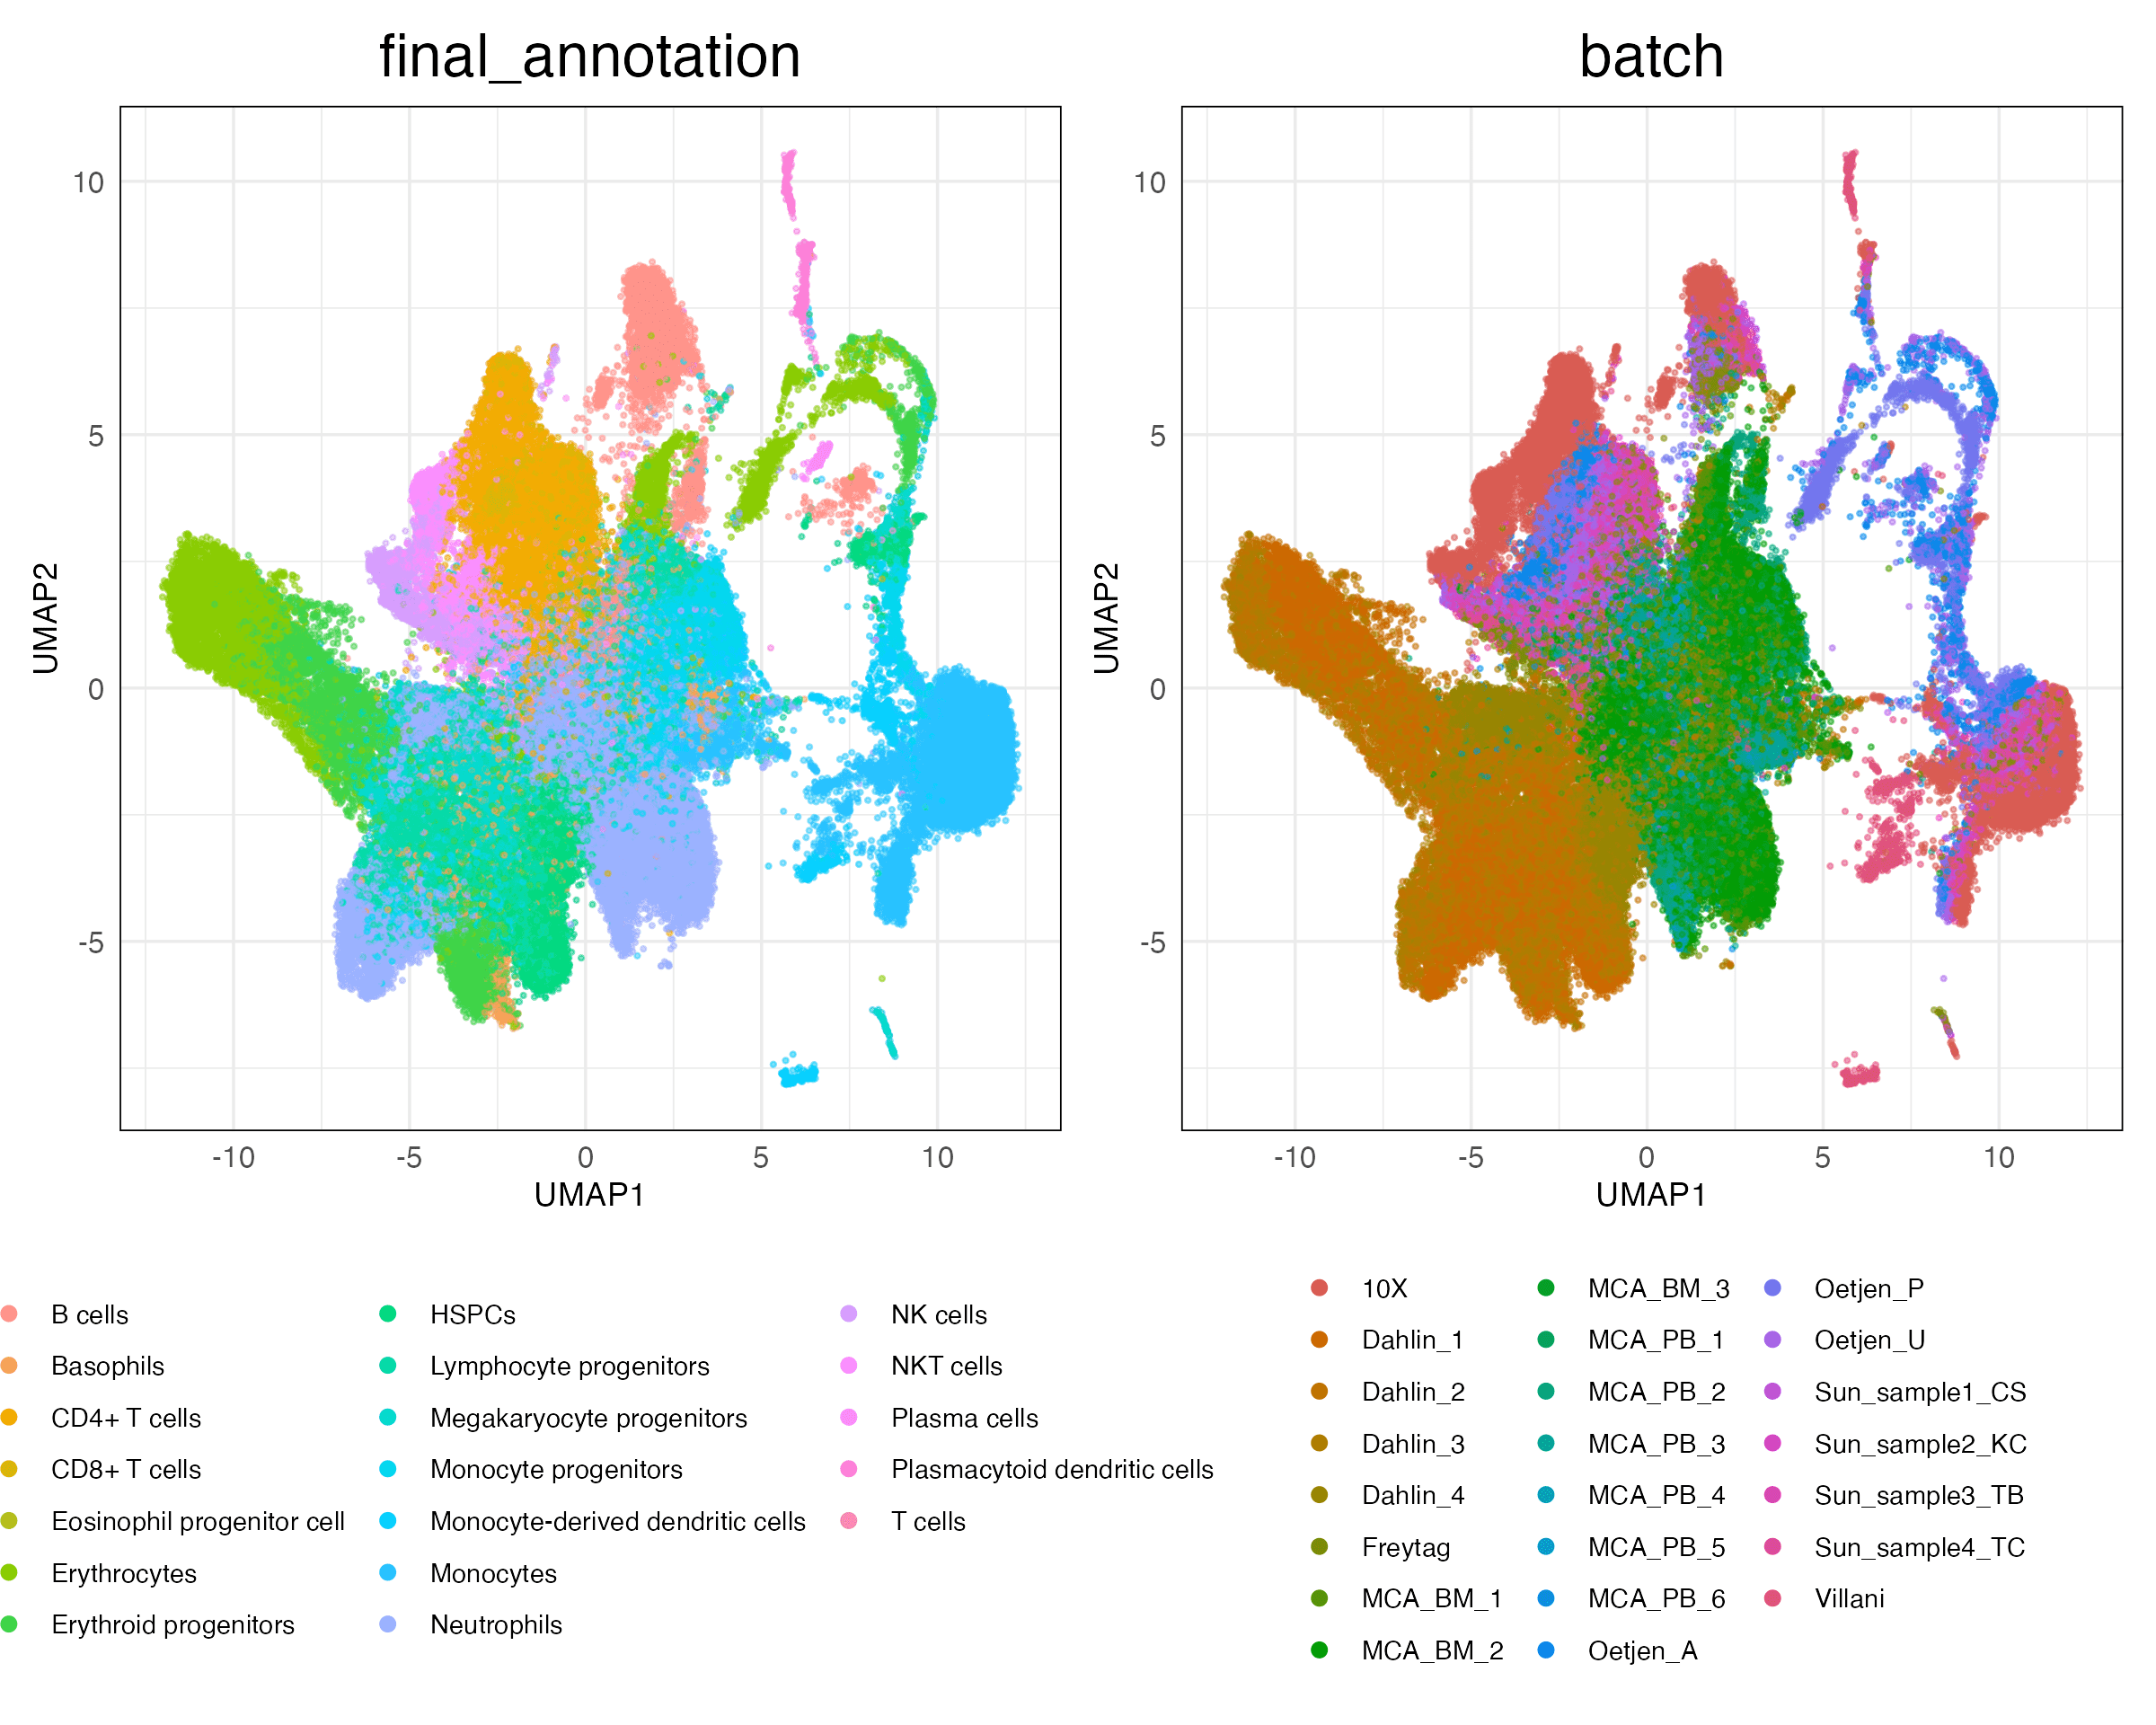 final_annotation
10
5
0
-5
-10
-5
0
5
10
UMAP1
UMAP2
batch
10
5
0
-5
-10
-5
0
5
10
UMAP1
UMAP2
B cells
Basophils
CD4+ T cells
CD8+ T cells
Eosinophil progenitor cell
Erythrocytes
Erythroid progenitors
HSPCs
Lymphocyte progenitors
Megakaryocyte progenitors
Monocyte progenitors
Monocyte-derived dendritic cells
Monocytes
Neutrophils
NK cells
NKT cells
Plasma cells
Plasmacytoid dendritic cells
T cells
10X
Dahlin_1
Dahlin_2
Dahlin_3
Dahlin_4
Freytag
MCA_BM_1
MCA_BM_2
MCA_BM_3
MCA_PB_1
MCA_PB_2
MCA_PB_3
MCA_PB_4
MCA_PB_5
MCA_PB_6
Oetjen_A
Oetjen_P
Oetjen_U
Sun_sample1_CS
Sun_sample2_KC
Sun_sample3_TB
Sun_sample4_TC
Villani